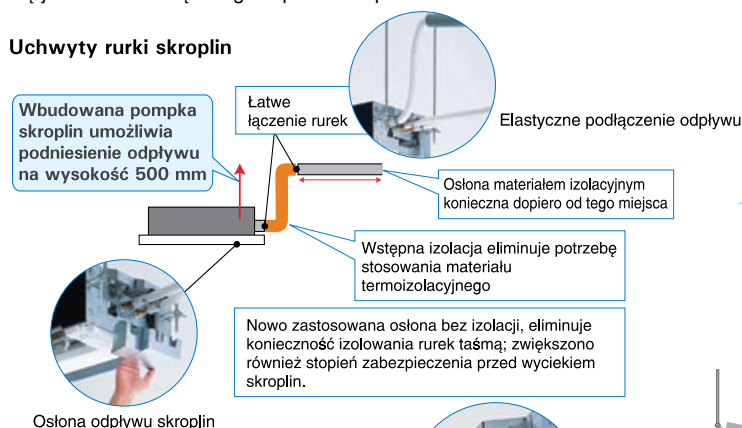 Uchwyty rurki skroplin
Wbudowana pompka
skroplin umożliwia
podniesienie odpływu
na wysokość 500 mm
Łatwe
łączenie rurek
Elastyczne podłączenie odpływu
Osłona materiałem izolacyjnym
konieczna dopiero od tego miejsca
Wstępna izolacja eliminuje potrzebę
stosowania materiału
termoizolacyjnego
Nowo zastosowana osłona bez izolacji, eliminuje
konieczność izolowania rurek taśmą; zwiększono
również stopień zabezpieczenia przed wyciekiem
skroplin.
Osłona odpływu skroplin